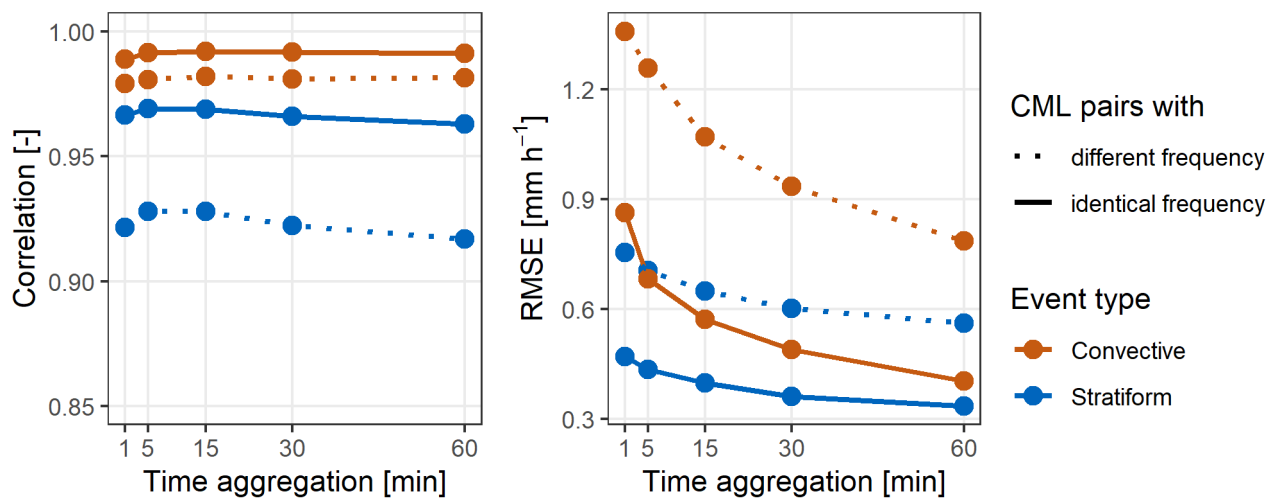 Correlation [-]
1.00
0.95
0.90
0.85
1 5 15 30 60
Time aggregation [min]
RMSE [mm h⁻¹]
1.2
0.9
0.6
0.3
1 5 15 30 60
Time aggregation [min]
CML pairs with
different frequency
identical frequency
Event type
Convective
Stratiform